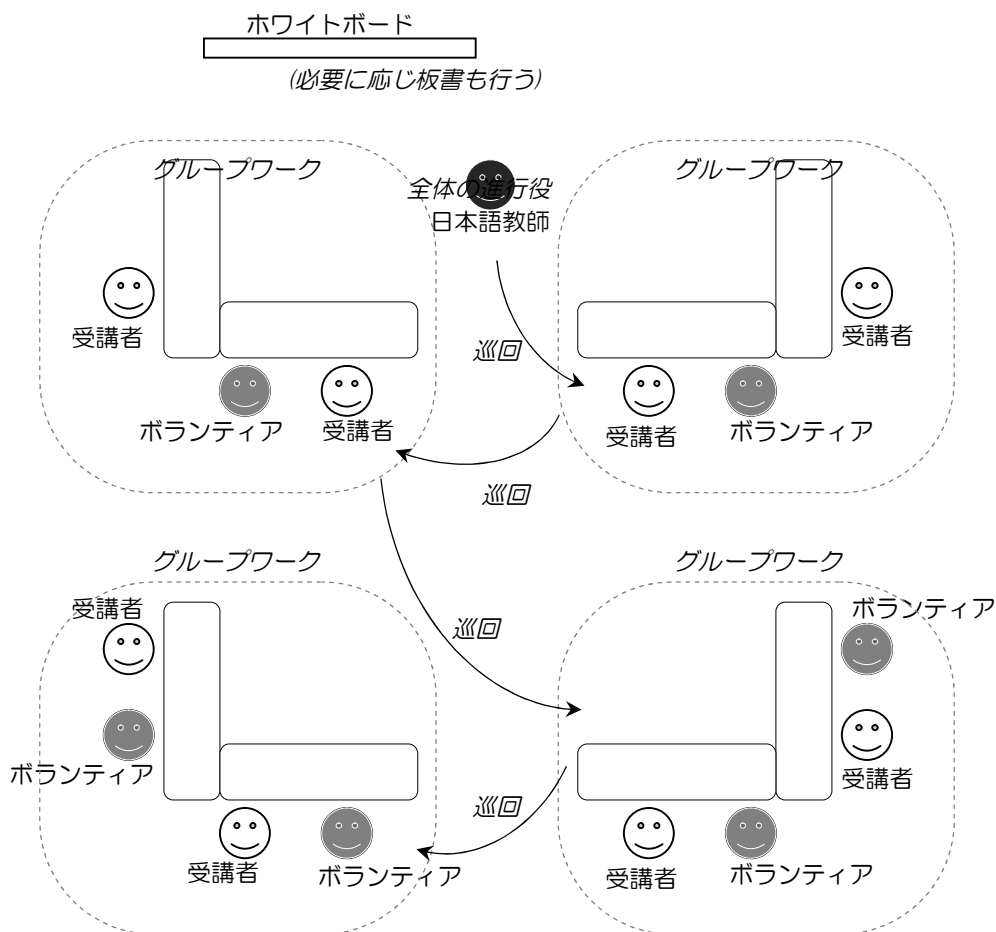 ホワイトボード
(必要に応じ板書も行う)
グループワーク
全体の進行役
日本語教師
グループワーク
受講者
受講者
巡回
ボランティア
受講者
受講者
ボランティア
巡回
グループワーク
グループワーク
受講者
ボランティア
巡回
ボランティア
受講者
巡回
受講者
ボランティア
受講者
ボランティア